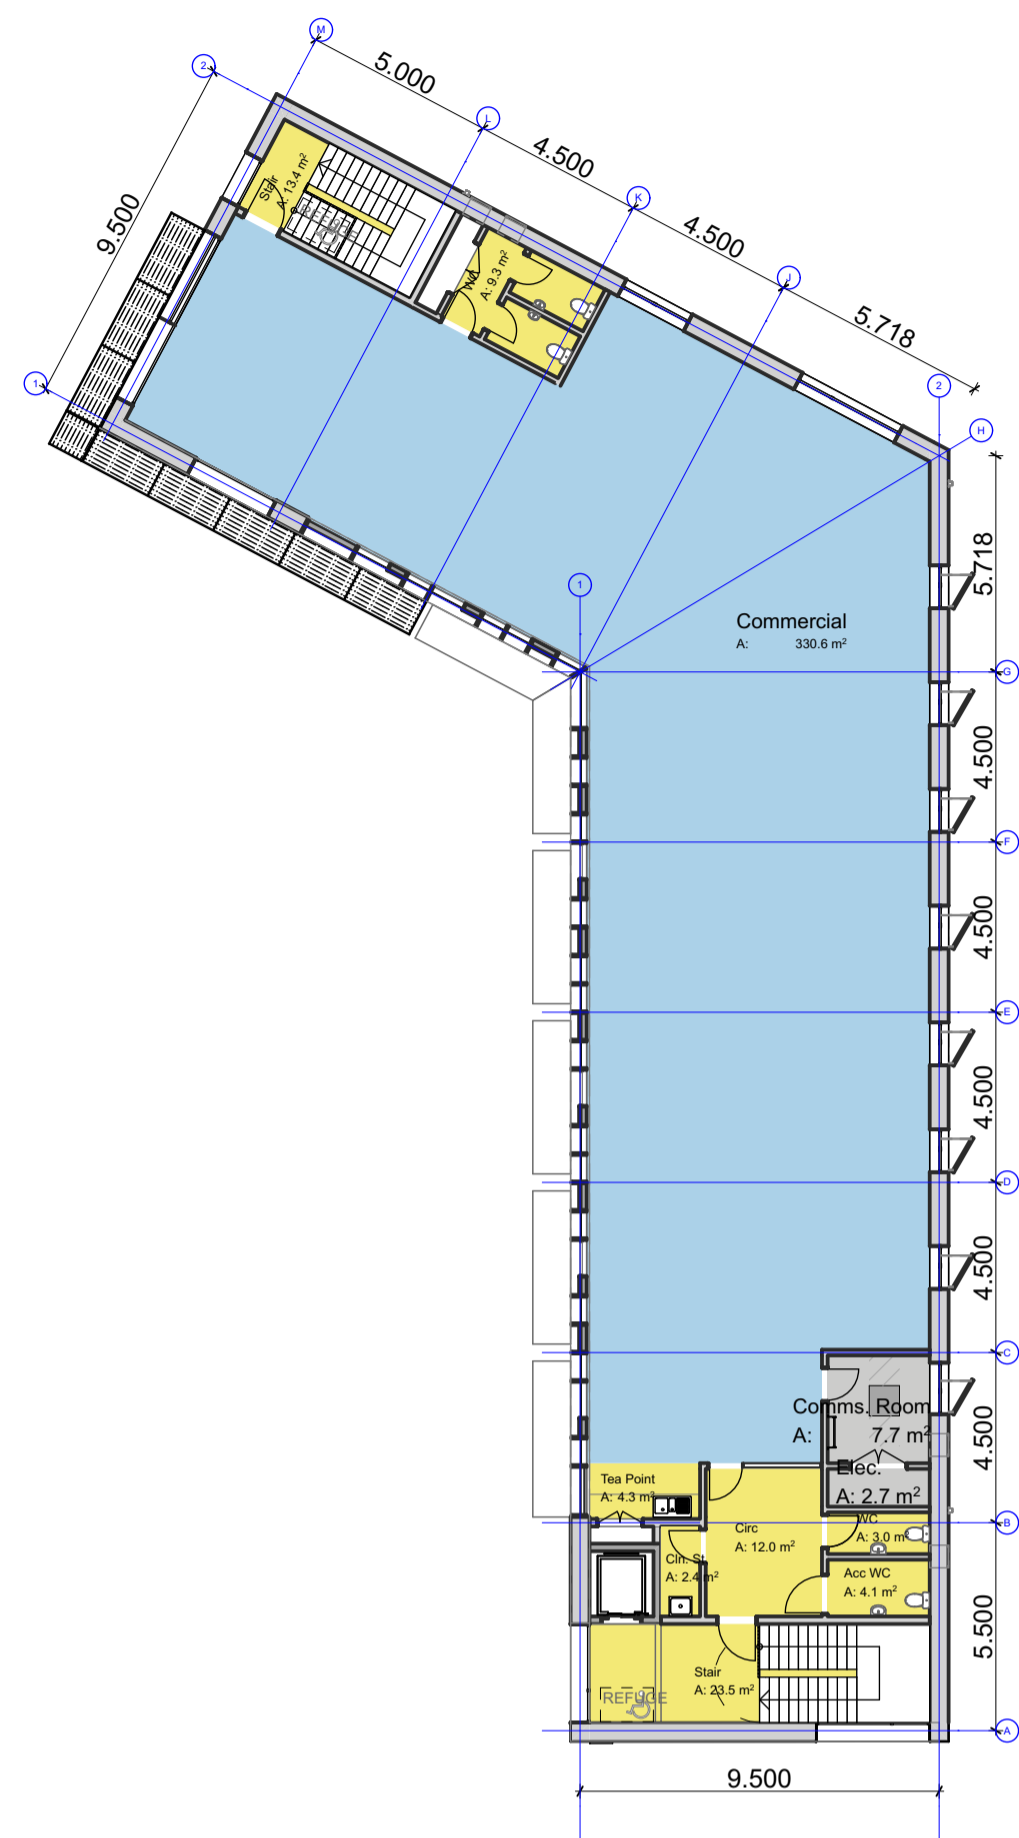 M
2
5.000
L
4.500
K
4.500
J
5.718
2
H
9.500
1
Stair
A: 13.4 m²
REFUGE
WC
A: 9.3 m²
5.718
1
Commercial
A: 330.6 m²
G
4.500
F
4.500
E
4.500
D
4.500
C
Comms. Room
A: 7.7 m²
4.500
Elec.
A: 2.7 m²
Tea Point
A: 4.3 m²
B
Circ
A: 12.0 m²
WC
A: 3.0 m²
Cln. St
A: 2.4 m²
Acc WC
A: 4.1 m²
5.500
Stair
A: 23.5 m²
REFUGE
A
9.500